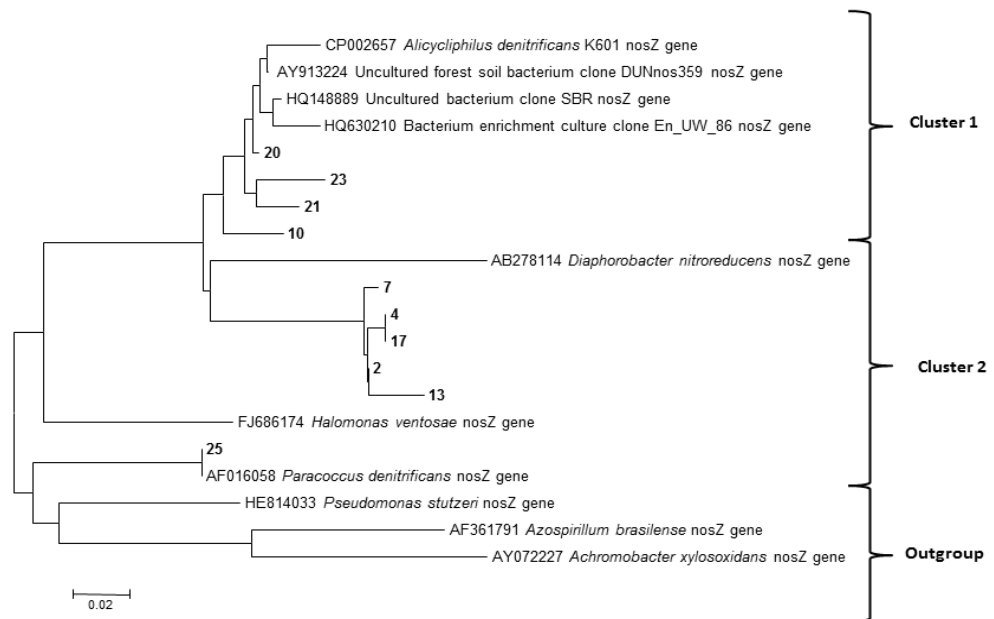 CP002657 Alicycliphilus denitrificans K601 nosZ gene
AY913224 Uncultured forest soil bacterium clone DUNnos359 nosZ gene
HQ148889 Uncultured bacterium clone SBR nosZ gene
HQ630210 Bacterium enrichment culture clone En_UW_86 nosZ gene
Cluster 1
20
23
21
10
AB278114 Diaphorobacter nitroreducens nosZ gene
7
4
17
2
Cluster 2
13
FJ686174 Halomonas ventosae nosZ gene
25
AF016058 Paracoccus denitrificans nosZ gene
HE814033 Pseudomonas stutzeri nosZ gene
AF361791 Azospirillum brasilense nosZ gene
AY072227 Achromobacter xylosoxidans nosZ gene
Outgroup
0.02